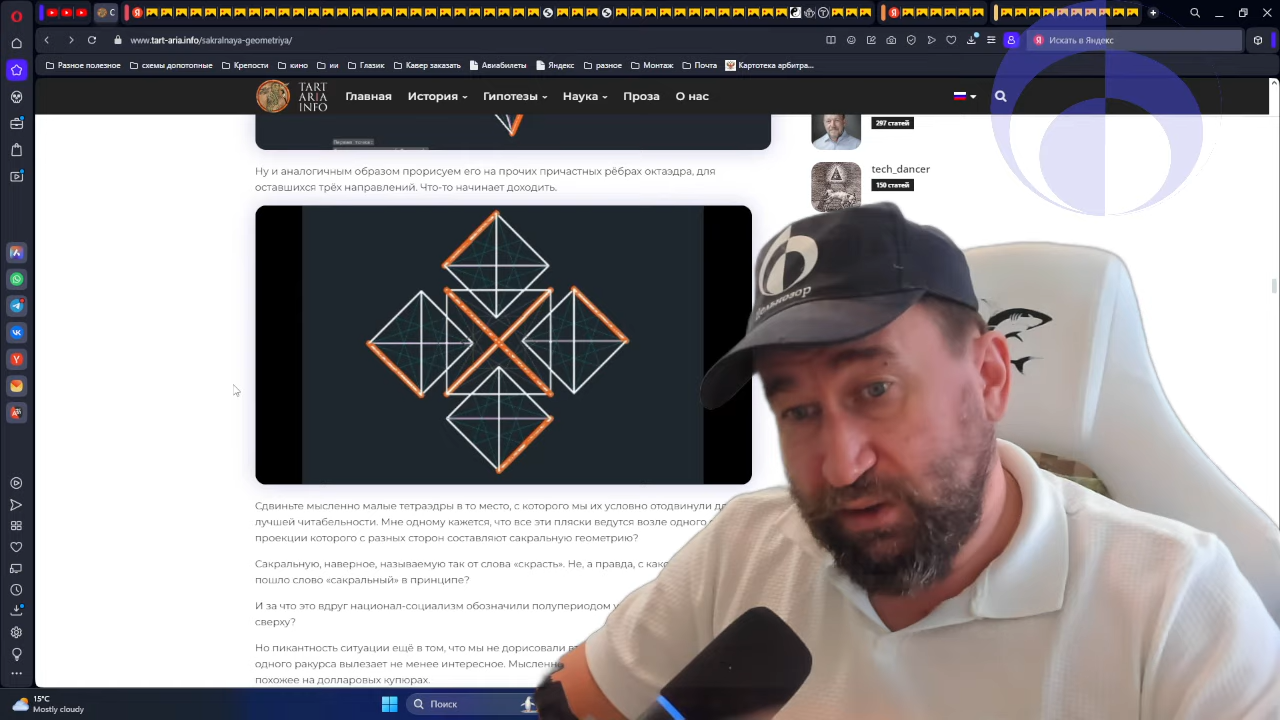 www.tart-aria.info/sakralnaya-geometriya/
Искать в Яндекс
Разное полезное
схемы допотопные
Крепости
кино
ии
Глазик
Кавер заказать
Авиабилеты
Яндекс
разное
Монтаж
Почта
Картотека арбитра...
TART
ARIA
INFO
Главная
История
Гипотезы
Наука
Проза
О нас
297 статей
tech_dancer
150 статей
Ну и аналогичным образом прорисуем его на прочих причастных рёбрах октаэдра, для
оставшихся трёх направлений. Что-то начинает доходить.
Сдвиньте мысленно малые тетраэдры в то место, с которого мы их условно отодвинули
лучшей читабельности. Мне одному кажется, что все эти пляски ведутся возле одного
проекции которого с разных сторон составляют сакральную геометрию?
Сакральную, наверное, называемую так от слова «скрасть». Не, а правда, с
пошло слово «сакральный» в принципе?
И за что это вдруг национал-социализм обозначили полупериодом
сверху?
Но пикантность ситуации ещё в том, что мы не дорисовали
одного ракурса вылезает не менее интересное.
похожее на долларовых купюрах.
15°C
Mostly cloudy
Поиск